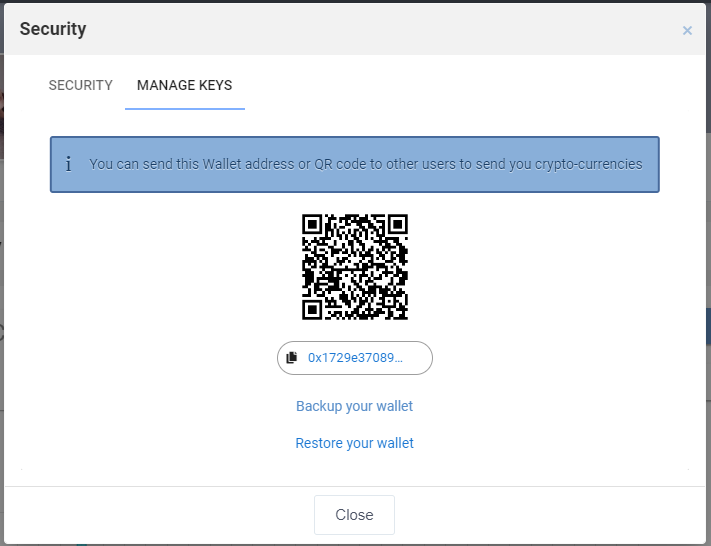 Security
×
SECURITY
MANAGE KEYS
i
You can send this Wallet address or QR code to other users to send you crypto-currencies
0x1729e37089...
Backup your wallet
Restore your wallet
Close